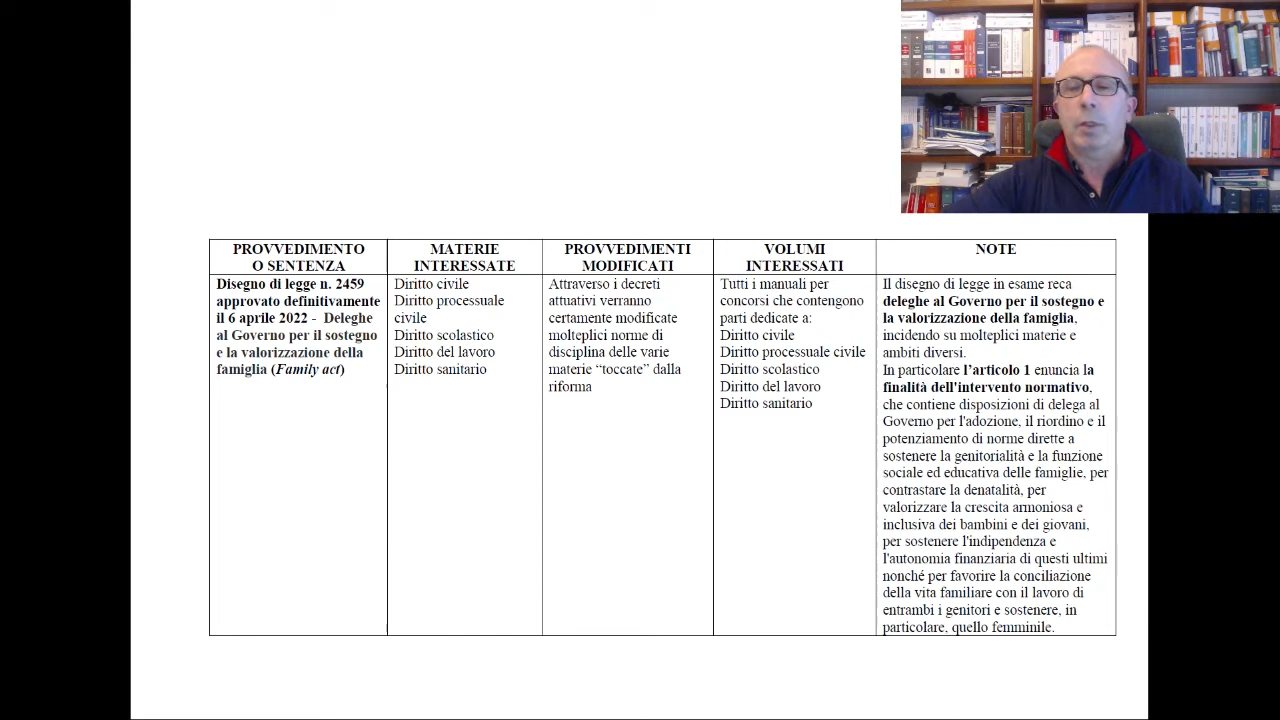 PROVVEDIMENTO
O SENTENZA
MATERIE
INTERESSATE
PROVVEDIMENTI
MODIFICATI
VOLUMI
INTERESSATI
NOTE
Disegno di legge n. 2459
approvato definitivamente
il 6 aprile 2022 - Deleghe
al Governo per il sostegno
e la valorizzazione della
famiglia (Family act)
Diritto civile
Diritto processuale
civile
Diritto scolastico
Diritto del lavoro
Diritto sanitario
Attraverso i decreti
attuativi verranno
certamente modificate
molteplici norme di
disciplina delle varie
materie “toccate” dalla
riforma
Tutti i manuali per
concorsi che contengono
parti dedicate a:
Diritto civile
Diritto processuale civile
Diritto scolastico
Diritto del lavoro
Diritto sanitario
Il disegno di legge in esame reca
deleghe al Governo per il sostegno e
la valorizzazione della famiglia,
incidendo su molteplici materie e
ambiti diversi.
In particolare l’articolo 1 enuncia la
finalità dell'intervento normativo,
che contiene disposizioni di delega al
Governo per l'adozione, il riordino e il
potenziamento di norme dirette a
sostenere la genitorialità e la funzione
sociale ed educativa delle famiglie, per
contrastare la denatalità, per
valorizzare la crescita armoniosa e
inclusiva dei bambini e dei giovani,
per sostenere l'indipendenza e
l'autonomia finanziaria di questi ultimi
nonché per favorire la conciliazione
della vita familiare con il lavoro di
entrambi i genitori e sostenere, in
particolare, quello femminile.